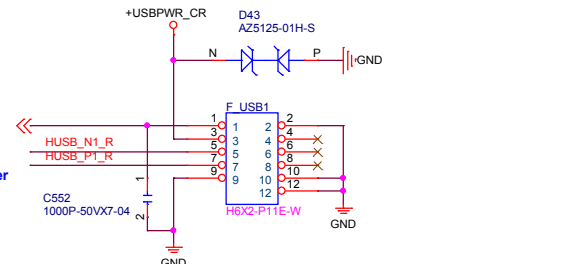 +USBPWR_CR
D43
AZ5125-01H-S
N
P
GND
F_USB1
1 1 2 2
3 3 4 4
HUSB_N1_R 5 5 6 6
HUSB_P1_R 7 7 8 8
9 9 10 10
er
12 12
1
C552
1000P-50VX7-04
2
H6X2-P11E-W
GND
GND